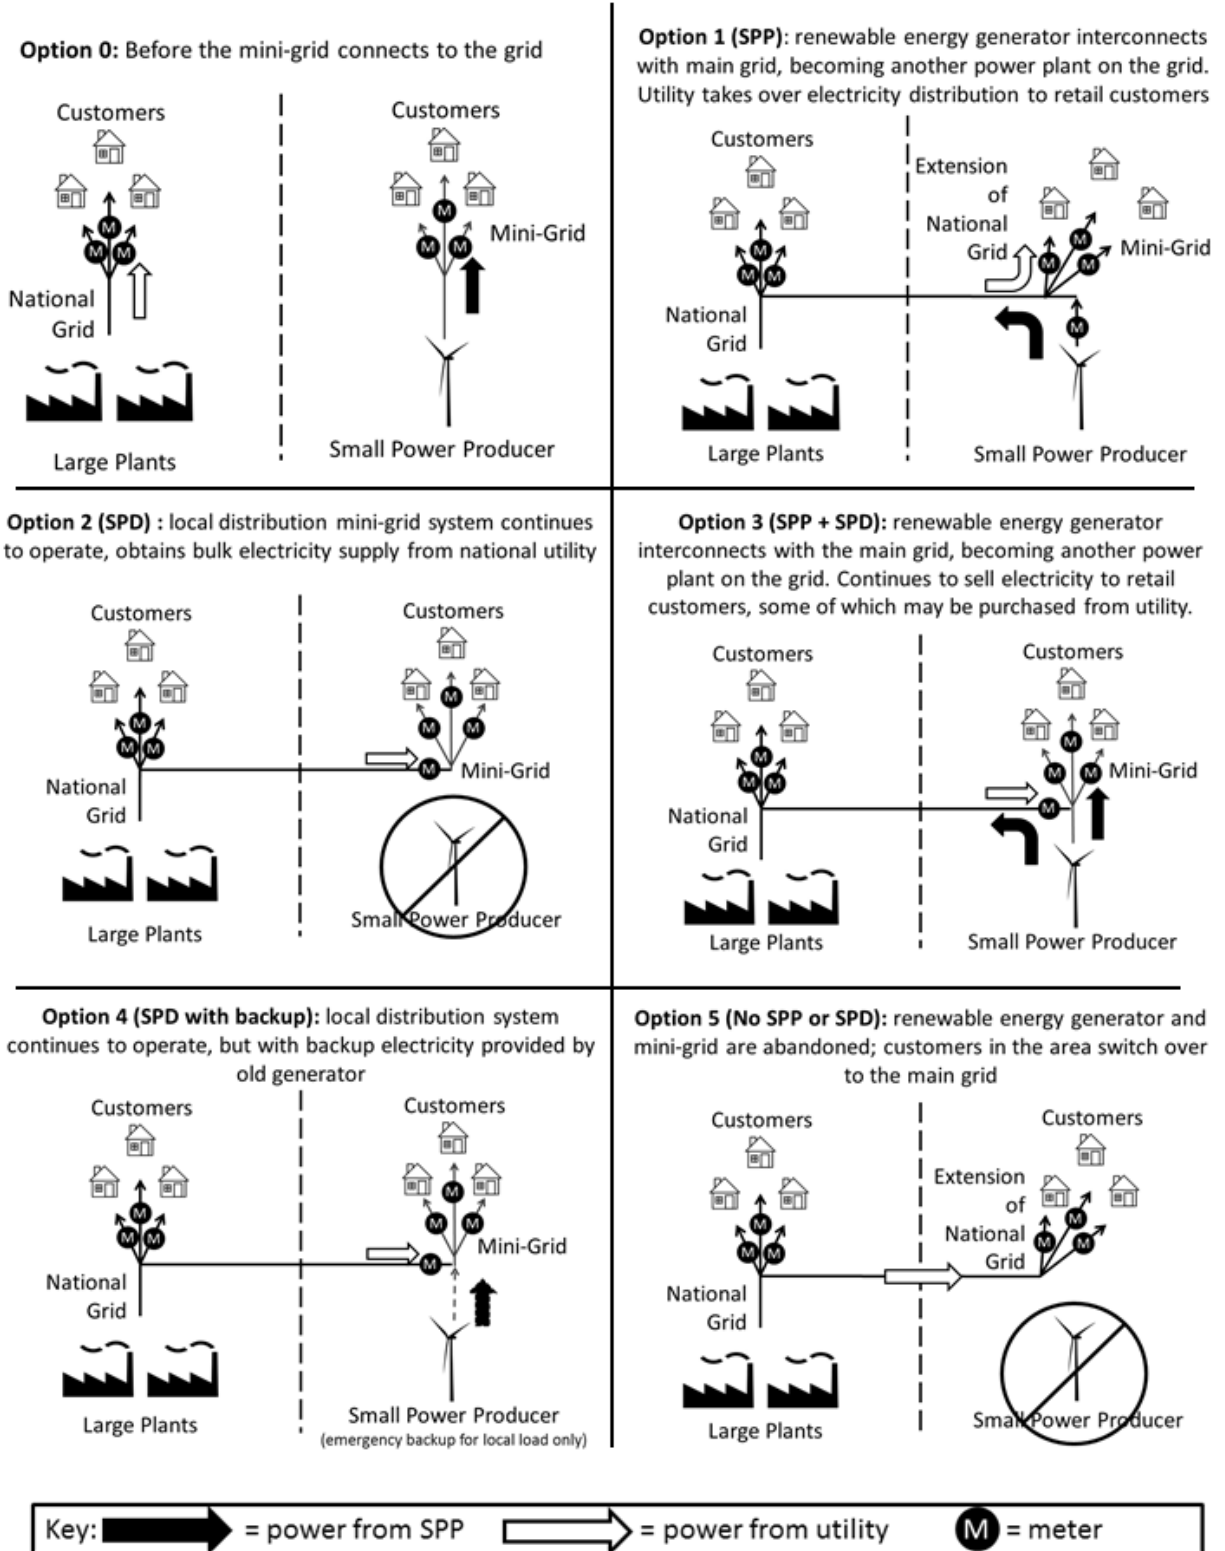 Option 0: Before the mini-grid connects to the grid
Customers
M
M
M
National
Grid
Large Plants
Customers
M
M
M
Mini-Grid
Small Power Producer
Option 1 (SPP): renewable energy generator interconnects
with main grid, becoming another power plant on the grid.
Utility takes over electricity distribution to retail customers
Customers
M
M
M
National
Grid
Large Plants
Extension
of
National
Grid
M
M
M
Mini-Grid
M
Small Power Producer
Option 2 (SPD) : local distribution mini-grid system continues
to operate, obtains bulk electricity supply from national utility
Customers
M
M
M
National
Grid
Large Plants
Customers
M
M
M
M
Mini-Grid
Small Power Producer
Option 3 (SPP + SPD): renewable energy generator
interconnects with the main grid, becoming another power
plant on the grid. Continues to sell electricity to retail
customers, some of which may be purchased from utility.
Customers
M
M
M
National
Grid
Large Plants
Customers
M
M
M
Mini-Grid
M
Small Power Producer
Option 4 (SPD with backup): local distribution system
continues to operate, but with backup electricity provided by
old generator
Customers
M
M
M
National
Grid
Large Plants
Customers
M
M
M
Mini-Grid
M
Small Power Producer
(emergency backup for local load only)
Option 5 (No SPP or SPD): renewable energy generator and
mini-grid are abandoned; customers in the area switch over
to the main grid
Customers
M
M
M
National
Grid
Large Plants
Customers
Extension
of
National
Grid
M
M
M
Small Power Producer
Key: = power from SPP = power from utility M = meter